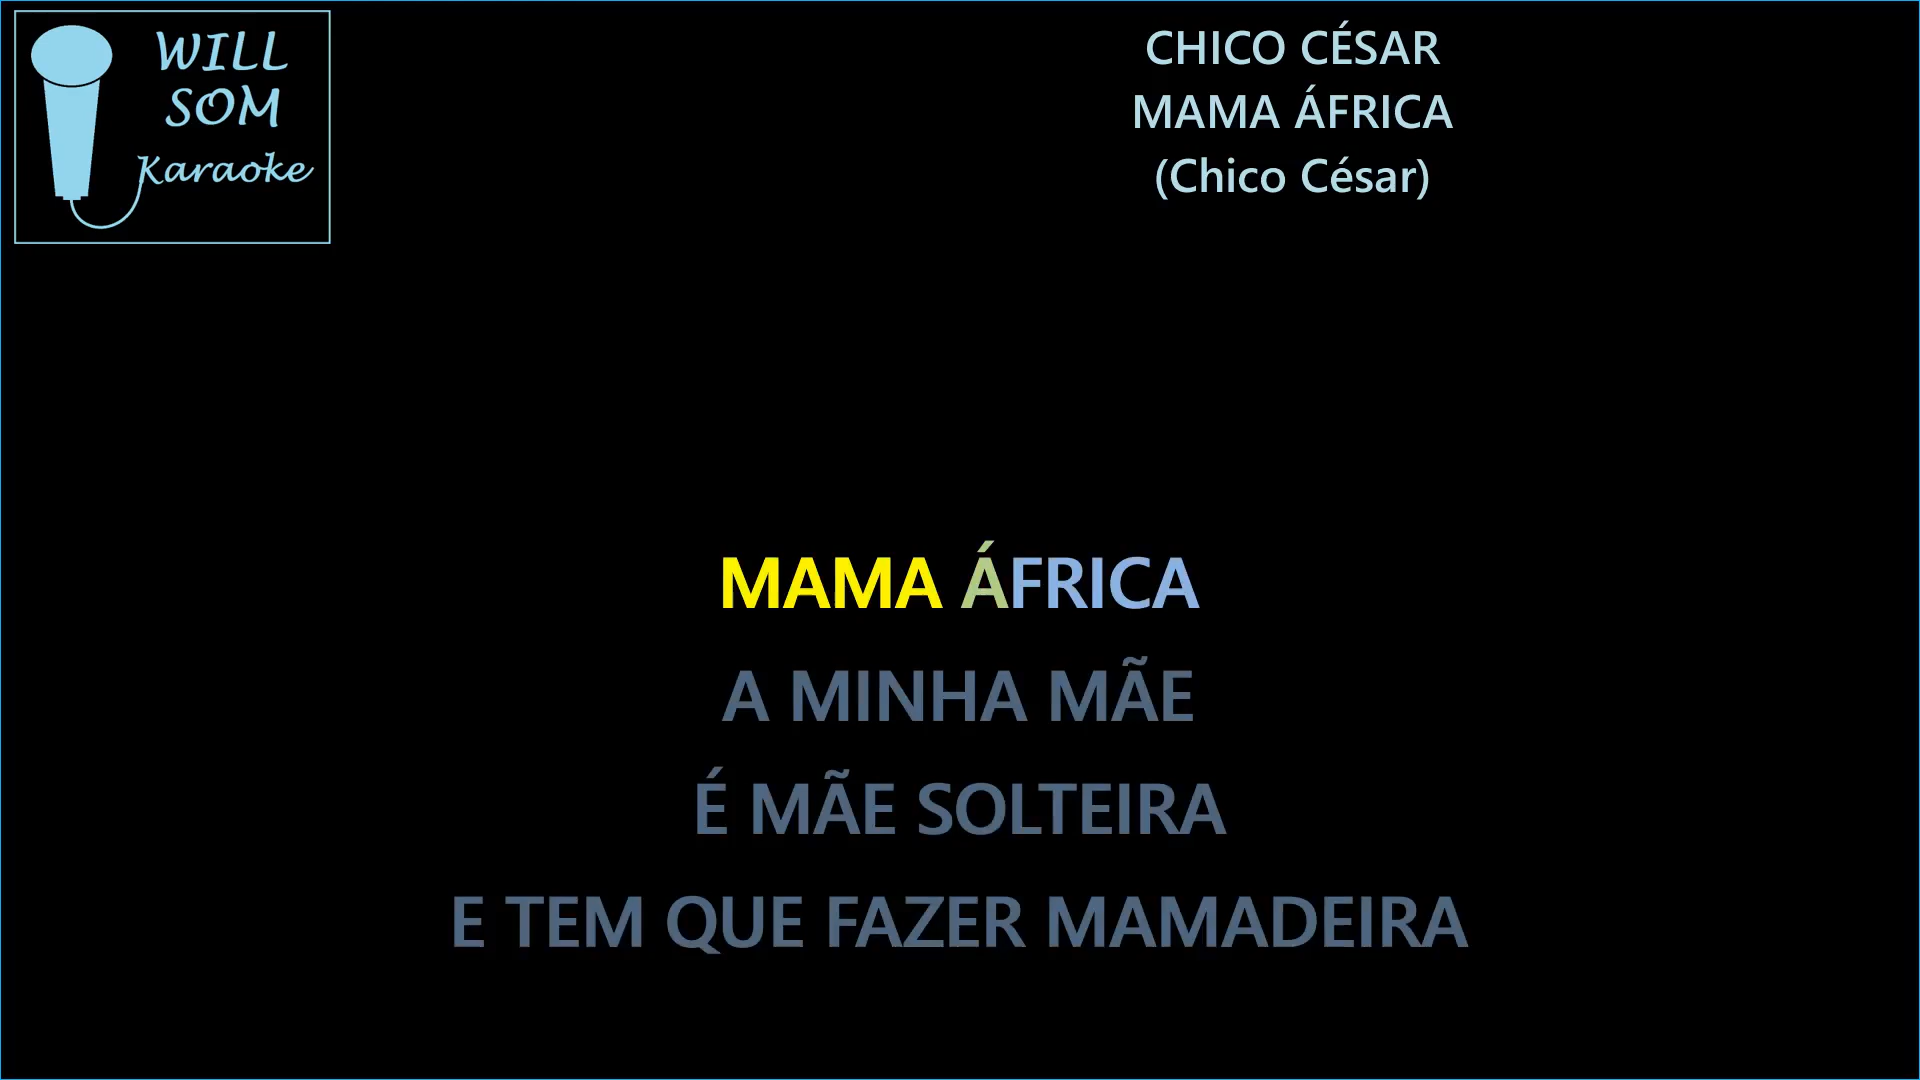 WILL
SOM
Karaoke
CHICO CÉSAR
MAMA ÁFRICA
(Chico César)
MAMA ÁFRICA
A MINHA MÃE
É MÃE SOLTEIRA
E TEM QUE FAZER MAMADEIRA